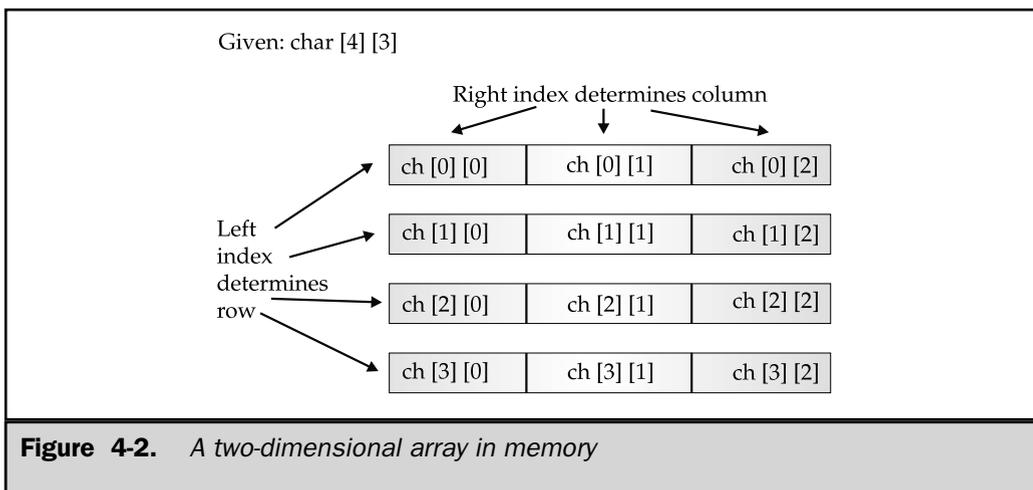 Given: char [4] [3]
Right index determines column
ch [0] [0] ch [0] [1] ch [0] [2]
Left
index
determines
row
ch [1] [0] ch [1] [1] ch [1] [2]
ch [2] [0] ch [2] [1] ch [2] [2]
ch [3] [0] ch [3] [1] ch [3] [2]
Figure 4-2. A two-dimensional array in memory